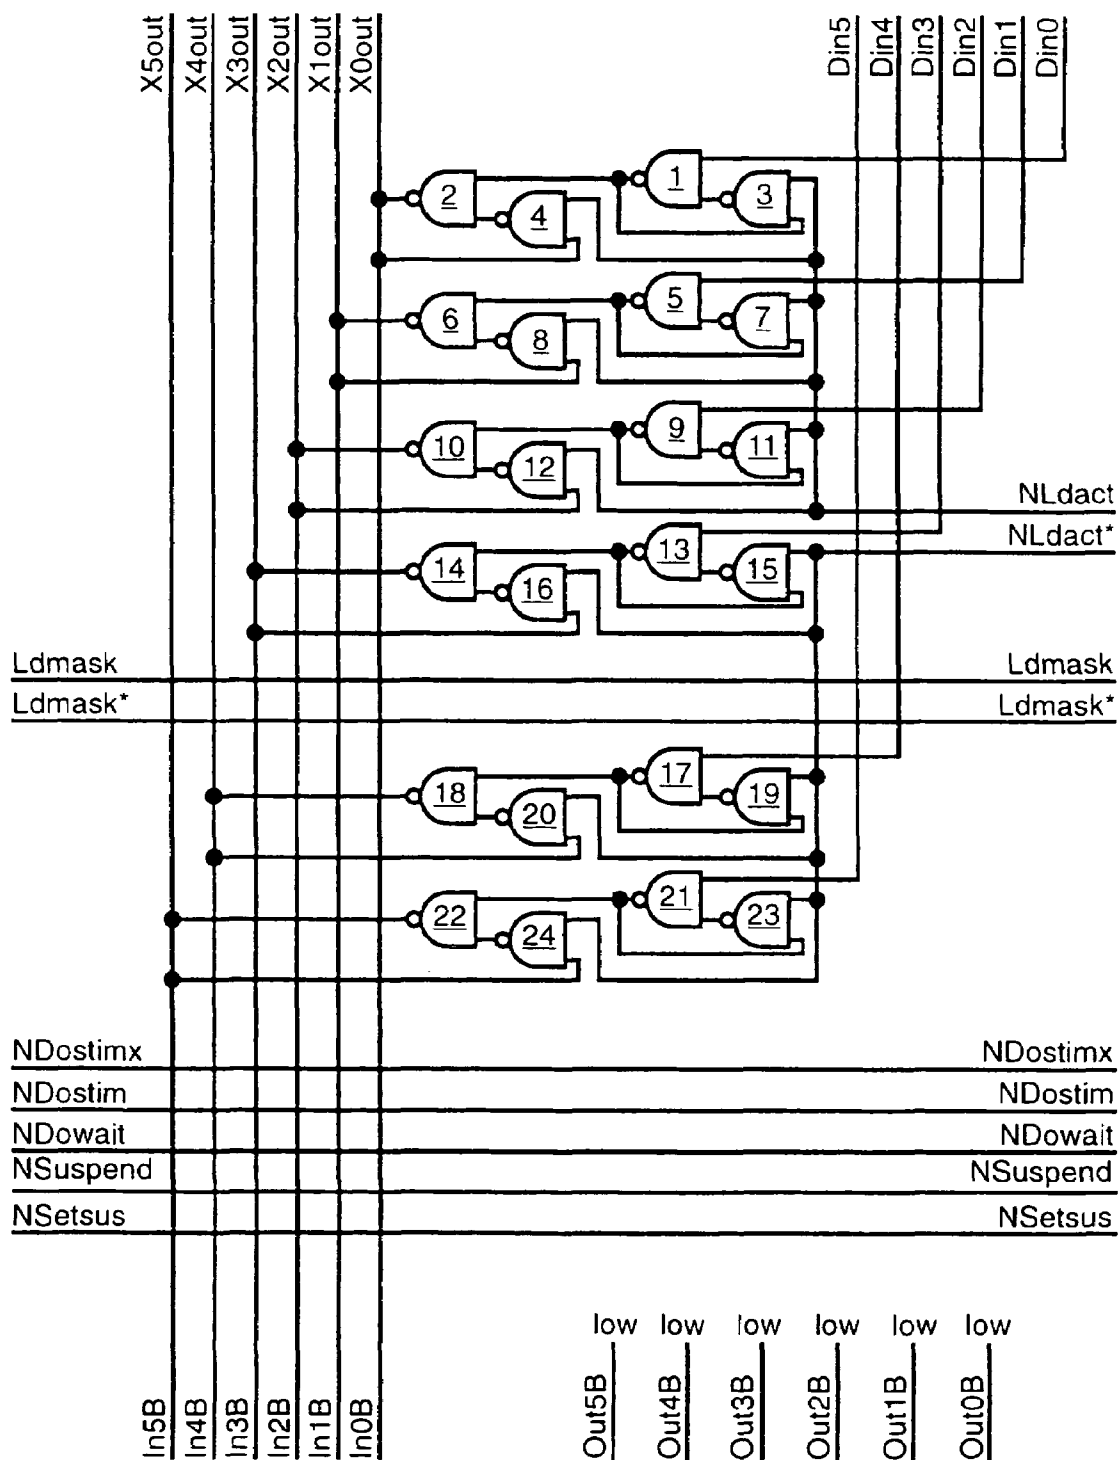 X5out
X4out
X3out
X2out
X1out
X0out
Din5
Din4
Din3
Din2
Din1
Din0
1
2
3
4
5
6
7
8
9
10
11
12
NLdact
NLdact*
13
14
15
16
Ldmask Ldmask
Ldmask* Ldmask*
17
18
19
20
21
22
23
24
NDostimx NDostimx
NDostim NDostim
NDowait NDowait
NSuspend NSuspend
NSetsus NSetsus
low low low low low low
In5B
In4B
In3B
In2B
In1B
In0B
Out5B
Out4B
Out3B
Out2B
Out1B
Out0B